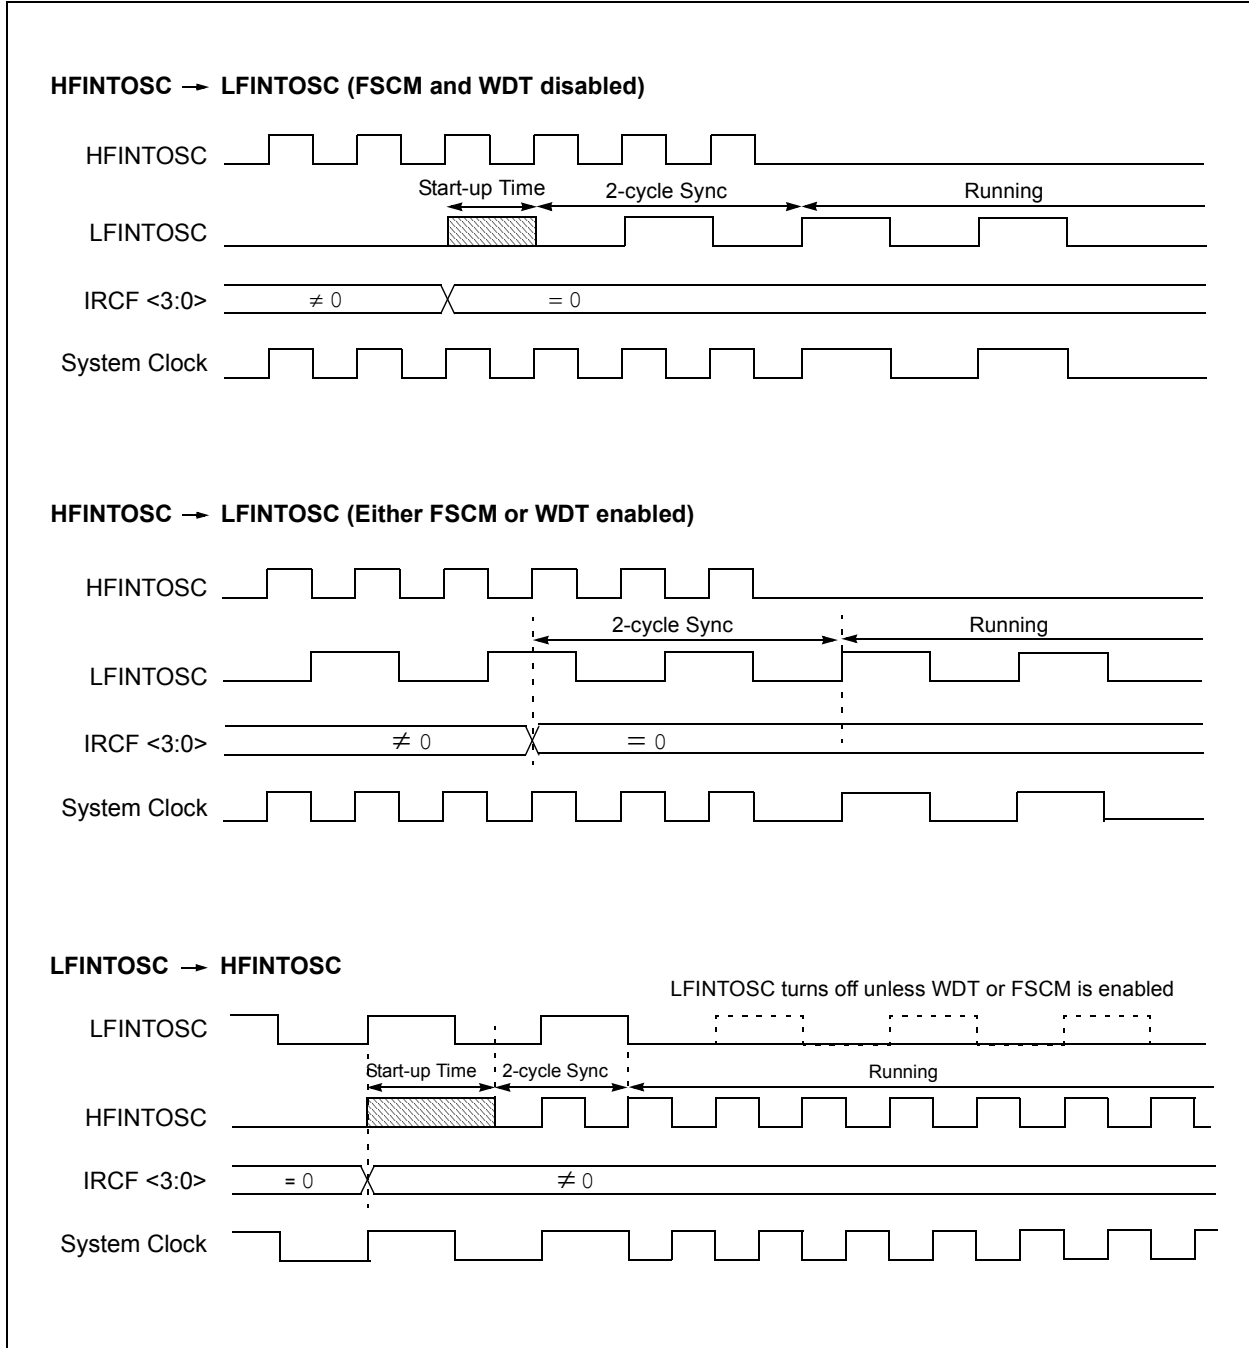 HFINTOSC → LFINTOSC (FSCM and WDT disabled)
HFINTOSC
Start-up Time 2-cycle Sync Running
LFINTOSC
IRCF <3:0> ≠ 0 = 0
System Clock
HFINTOSC → LFINTOSC (Either FSCM or WDT enabled)
HFINTOSC
2-cycle Sync Running
LFINTOSC
IRCF <3:0> ≠ 0 = 0
System Clock
LFINTOSC → HFINTOSC
LFINTOSC turns off unless WDT or FSCM is enabled
LFINTOSC
Start-up Time 2-cycle Sync Running
HFINTOSC
IRCF <3:0> = 0 ≠ 0
System Clock